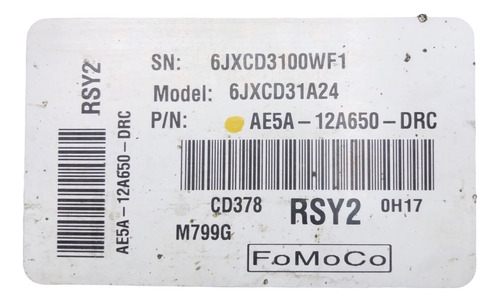 RSY2
AE5A-12A650-DRC
SN: 6JXCD3100WF1
Model: 6JXCD31A24
P/N: AE5A-12A650-DRC
CD378 RSY2 0H17
M799G
FoMoCo